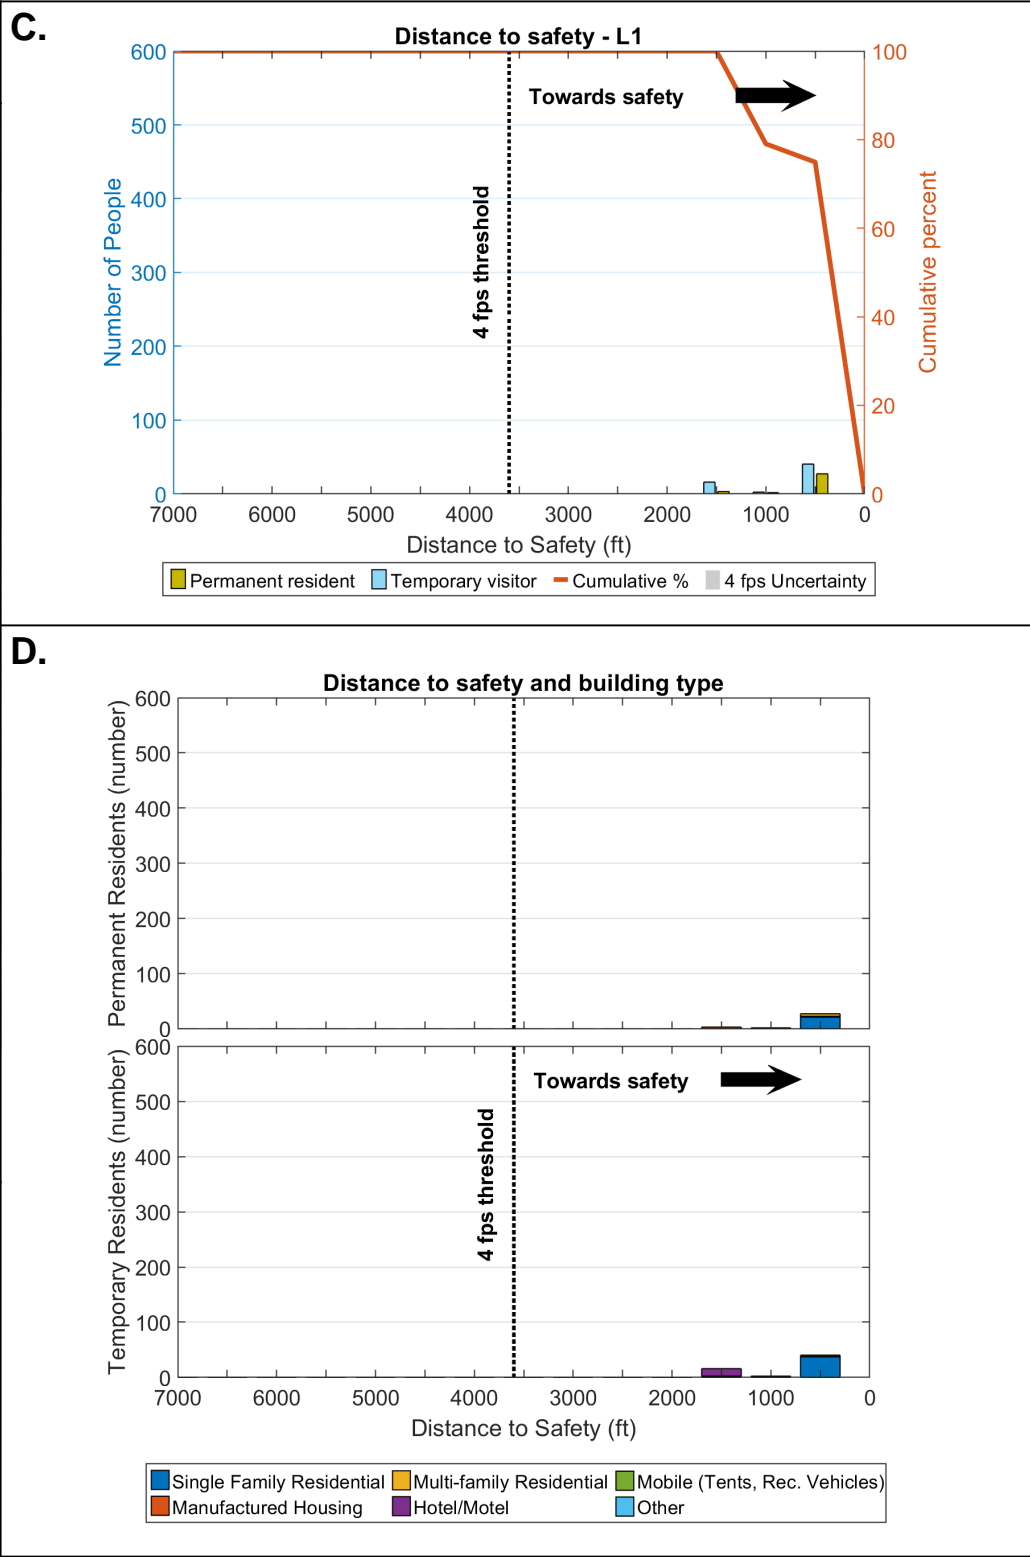 C.
Distance to safety - L1
600
500
400
300
200
100
0
Number of People
100
80
60
40
20
0
Cumulative percent
Towards safety
4 fps threshold
7000 6000 5000 4000 3000 2000 1000 0
Distance to Safety (ft)
Permanent resident Temporary visitor Cumulative % 4 fps Uncertainty
D.
Distance to safety and building type
600
500
400
300
200
100
0
Permanent Residents (number)
600
500
400
300
200
100
0
Temporary Residents (number)
Towards safety
4 fps threshold
7000 6000 5000 4000 3000 2000 1000 0
Distance to Safety (ft)
Single Family Residential Multi-family Residential Mobile (Tents, Rec. Vehicles)
Manufactured Housing Hotel/Motel Other